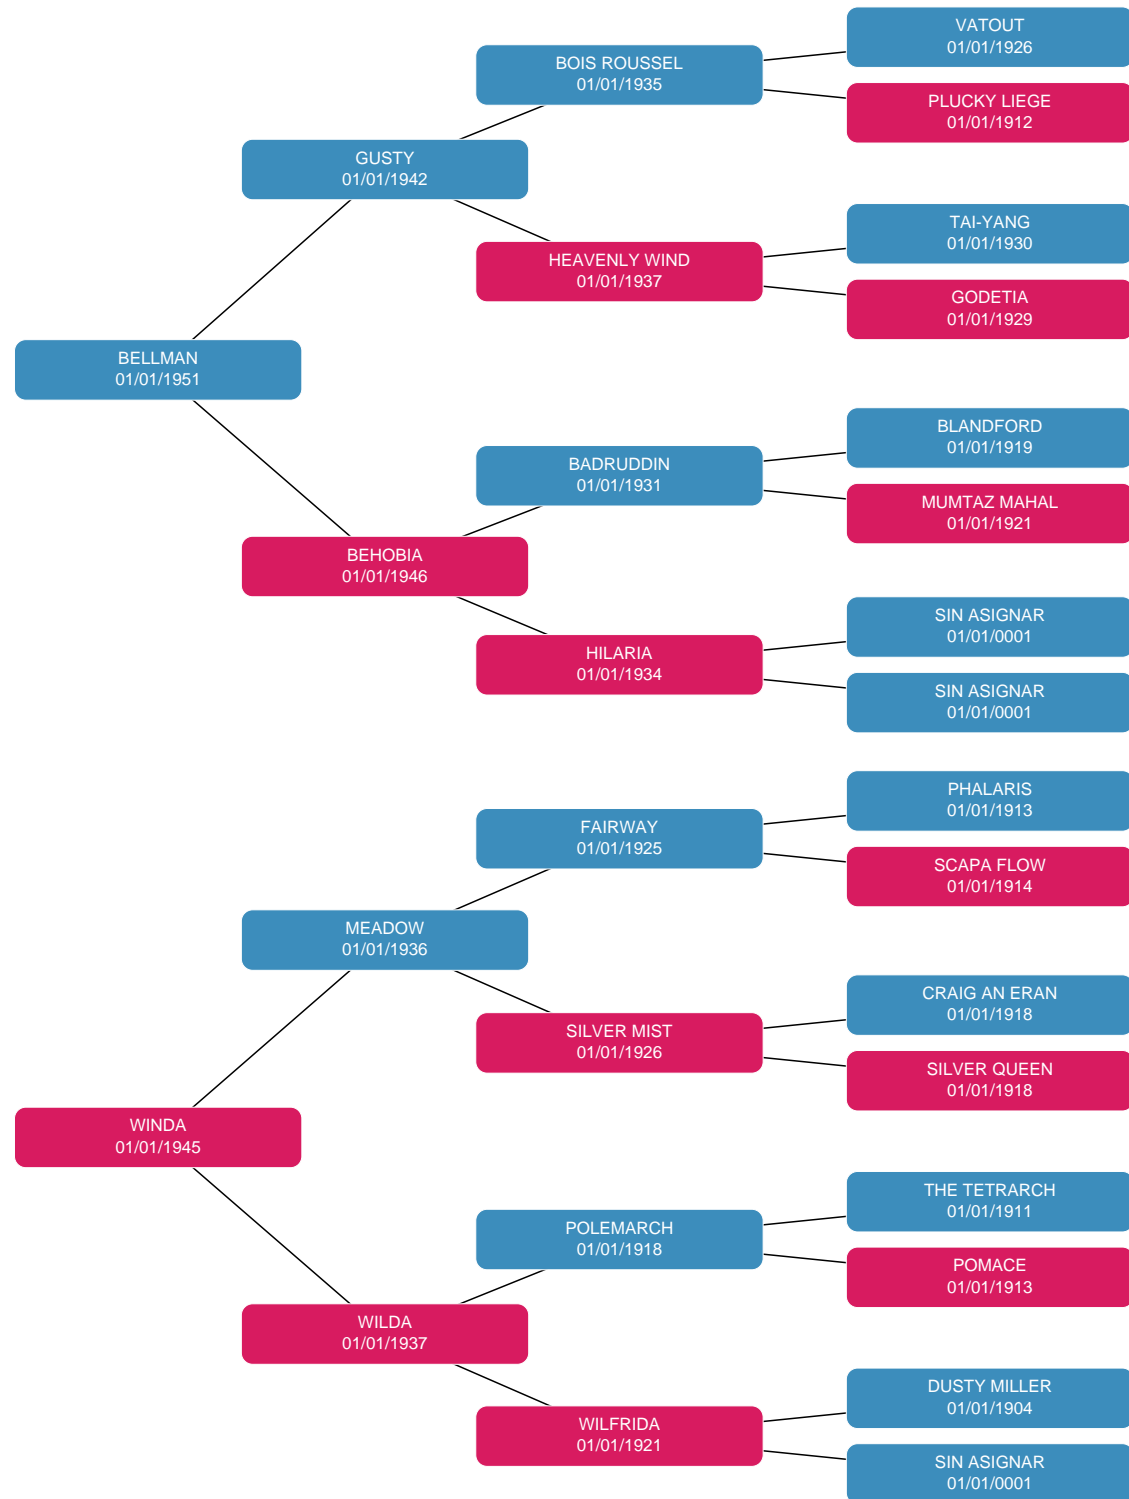 VATOUT
01/01/1926
BOIS ROUSSEL
01/01/1935
PLUCKY LIEGE
01/01/1912
GUSTY
01/01/1942
TAI-YANG
01/01/1930
HEAVENLY WIND
01/01/1937
GODETIA
01/01/1929
BELLMAN
01/01/1951
BLANDFORD
01/01/1919
BADRUDDIN
01/01/1931
MUMTAZ MAHAL
01/01/1921
BEHOBIA
01/01/1946
SIN ASIGNAR
01/01/0001
HILARIA
01/01/1934
SIN ASIGNAR
01/01/0001
PHALARIS
01/01/1913
FAIRWAY
01/01/1925
SCAPA FLOW
01/01/1914
MEADOW
01/01/1936
CRAIG AN ERAN
01/01/1918
SILVER MIST
01/01/1926
SILVER QUEEN
01/01/1918
WINDA
01/01/1945
THE TETRARCH
01/01/1911
POLEMARCH
01/01/1918
POMACE
01/01/1913
WILDA
01/01/1937
DUSTY MILLER
01/01/1904
WILFRIDA
01/01/1921
SIN ASIGNAR
01/01/0001